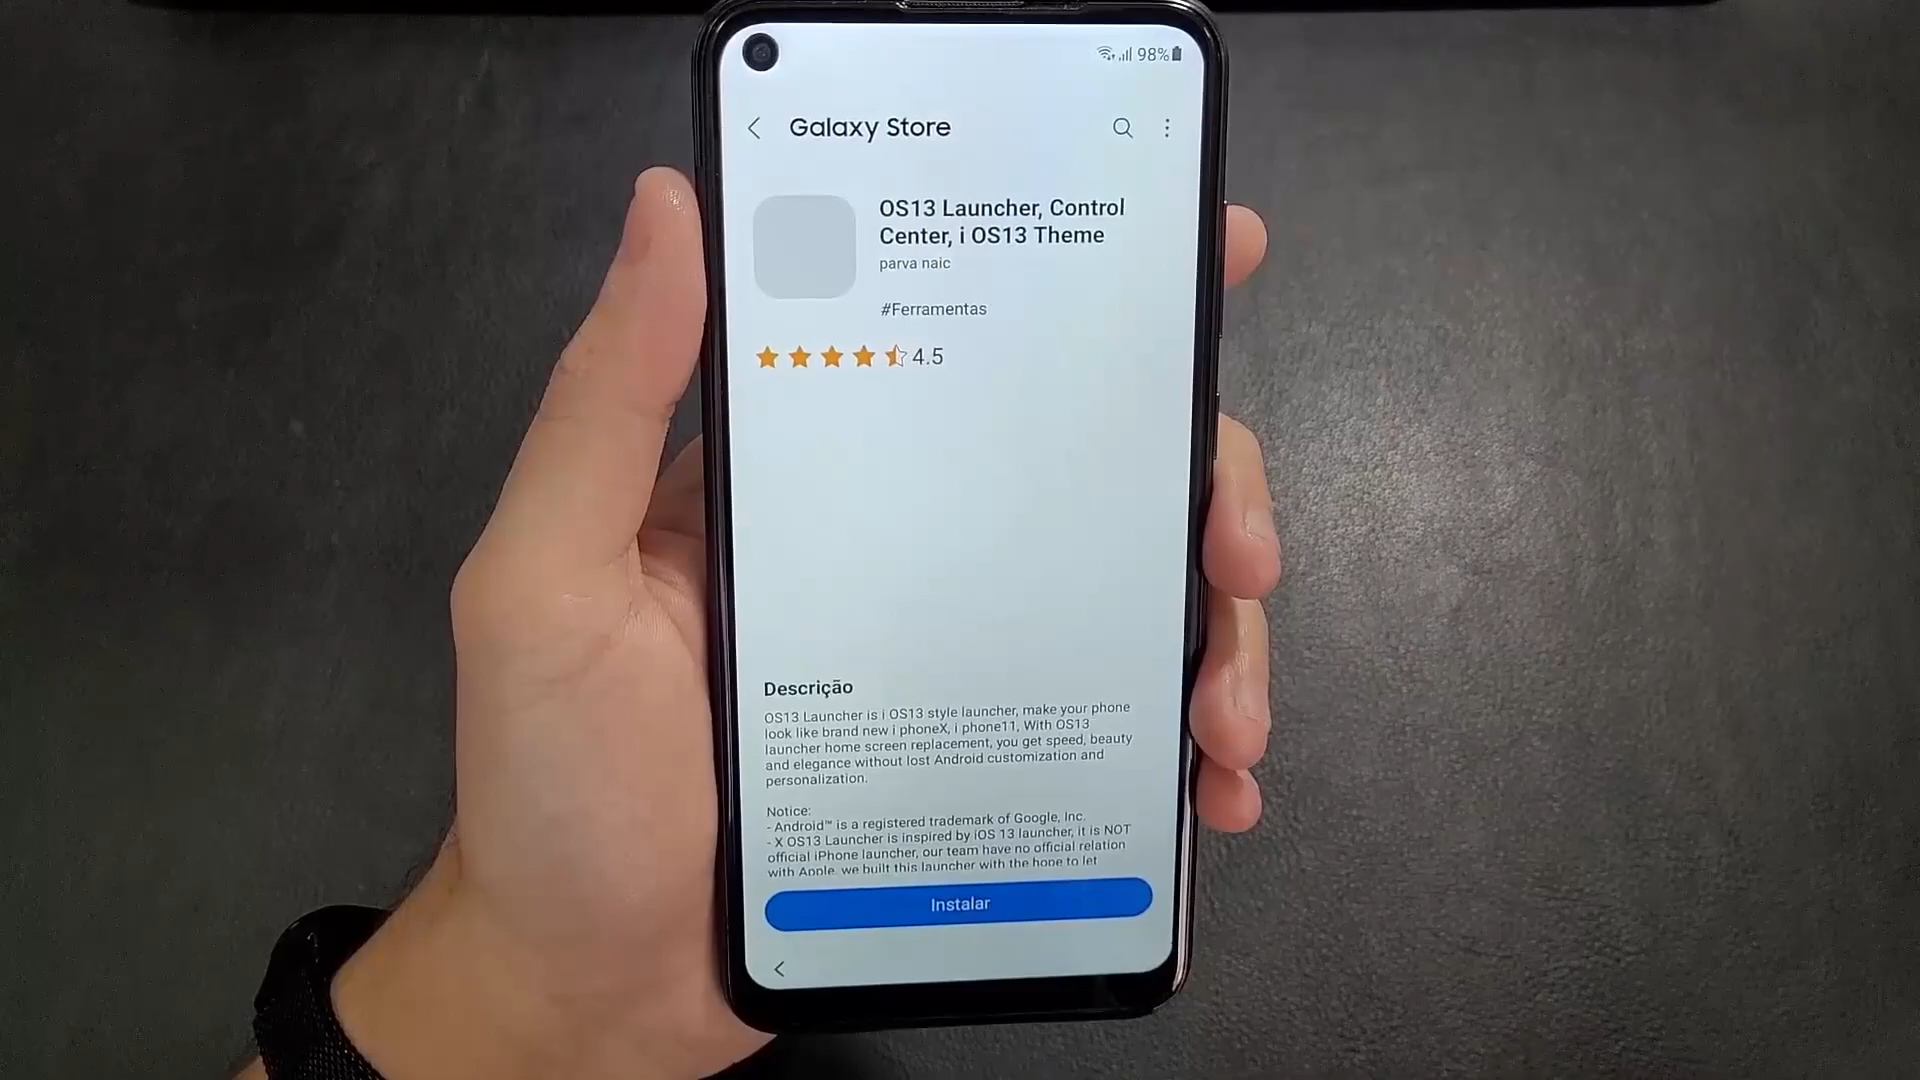 98%
Galaxy Store
OS13 Launcher, Control
Center, i OS13 Theme
parva naic
#Ferramentas
4.5
Descrição
OS13 Launcher is i OS13 style launcher, make your phone
look like brand new i phoneX, i phone11, With OS13
launcher home screen replacement, you get speed, beauty
and elegance without lost Android customization and
personalization.
Notice:
- Android™ is a registered trademark of Google, Inc.
- X OS13 Launcher is inspired by iOS 13 launcher, it is NOT
official iPhone launcher, our team have no official relation
with Apple, we built this launcher with the hope to let
Instalar